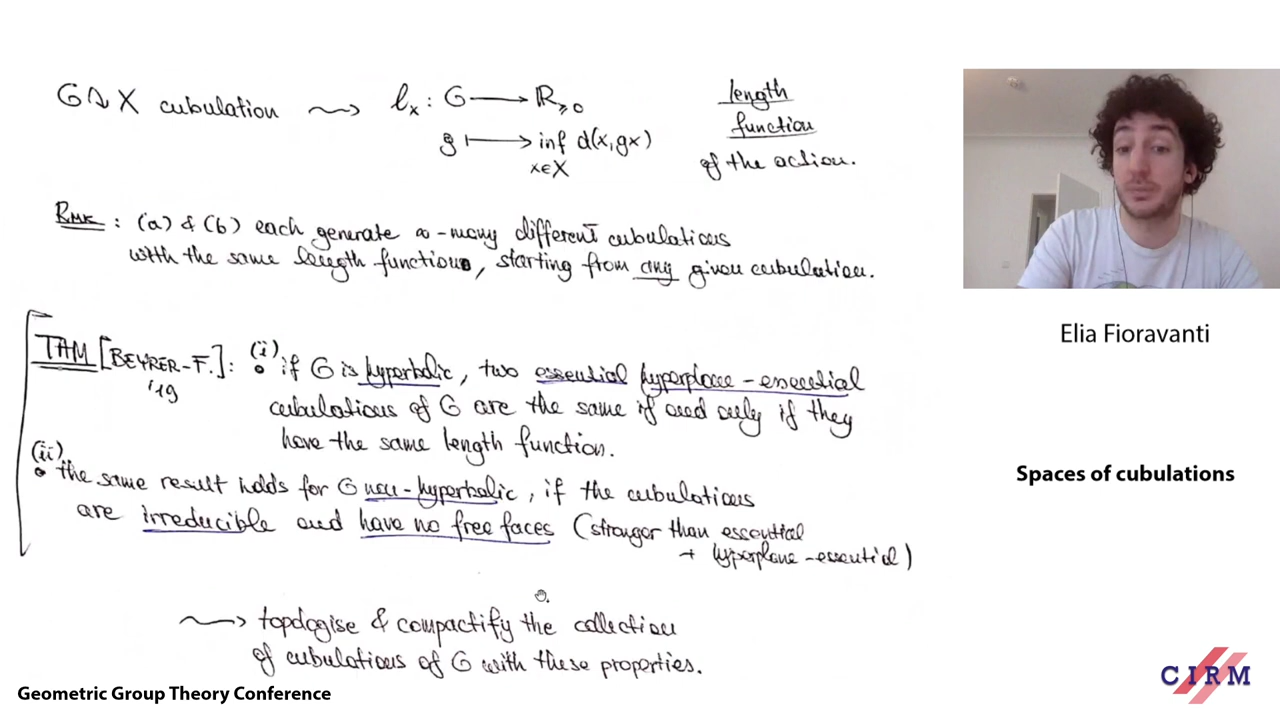 G ↷ X cubulation ⇝ ℓ_X : G ⟶ ℝ_≥0 length
g ⟼ inf d(x,gx) function
x∈X of the action.
RMK : (a) & (b) each generate ∞-many different cubulations
with the same length function, starting from any given cubulation.
THM [BEYRER-F.]: (i) • if G is hyperbolic, two essential hyperplane-essential
'19
cubulations of G are the same if and only if they
have the same length function.
(ii)
• the same result holds for G non-hyperbolic, if the cubulations
are irreducible and have no free faces (stronger than essential
+ hyperplane-essential)
⇝ topologise & compactify the collection
of cubulations of G with these properties.
Elia Fioravanti
Spaces of cubulations
CIRM
Geometric Group Theory Conference